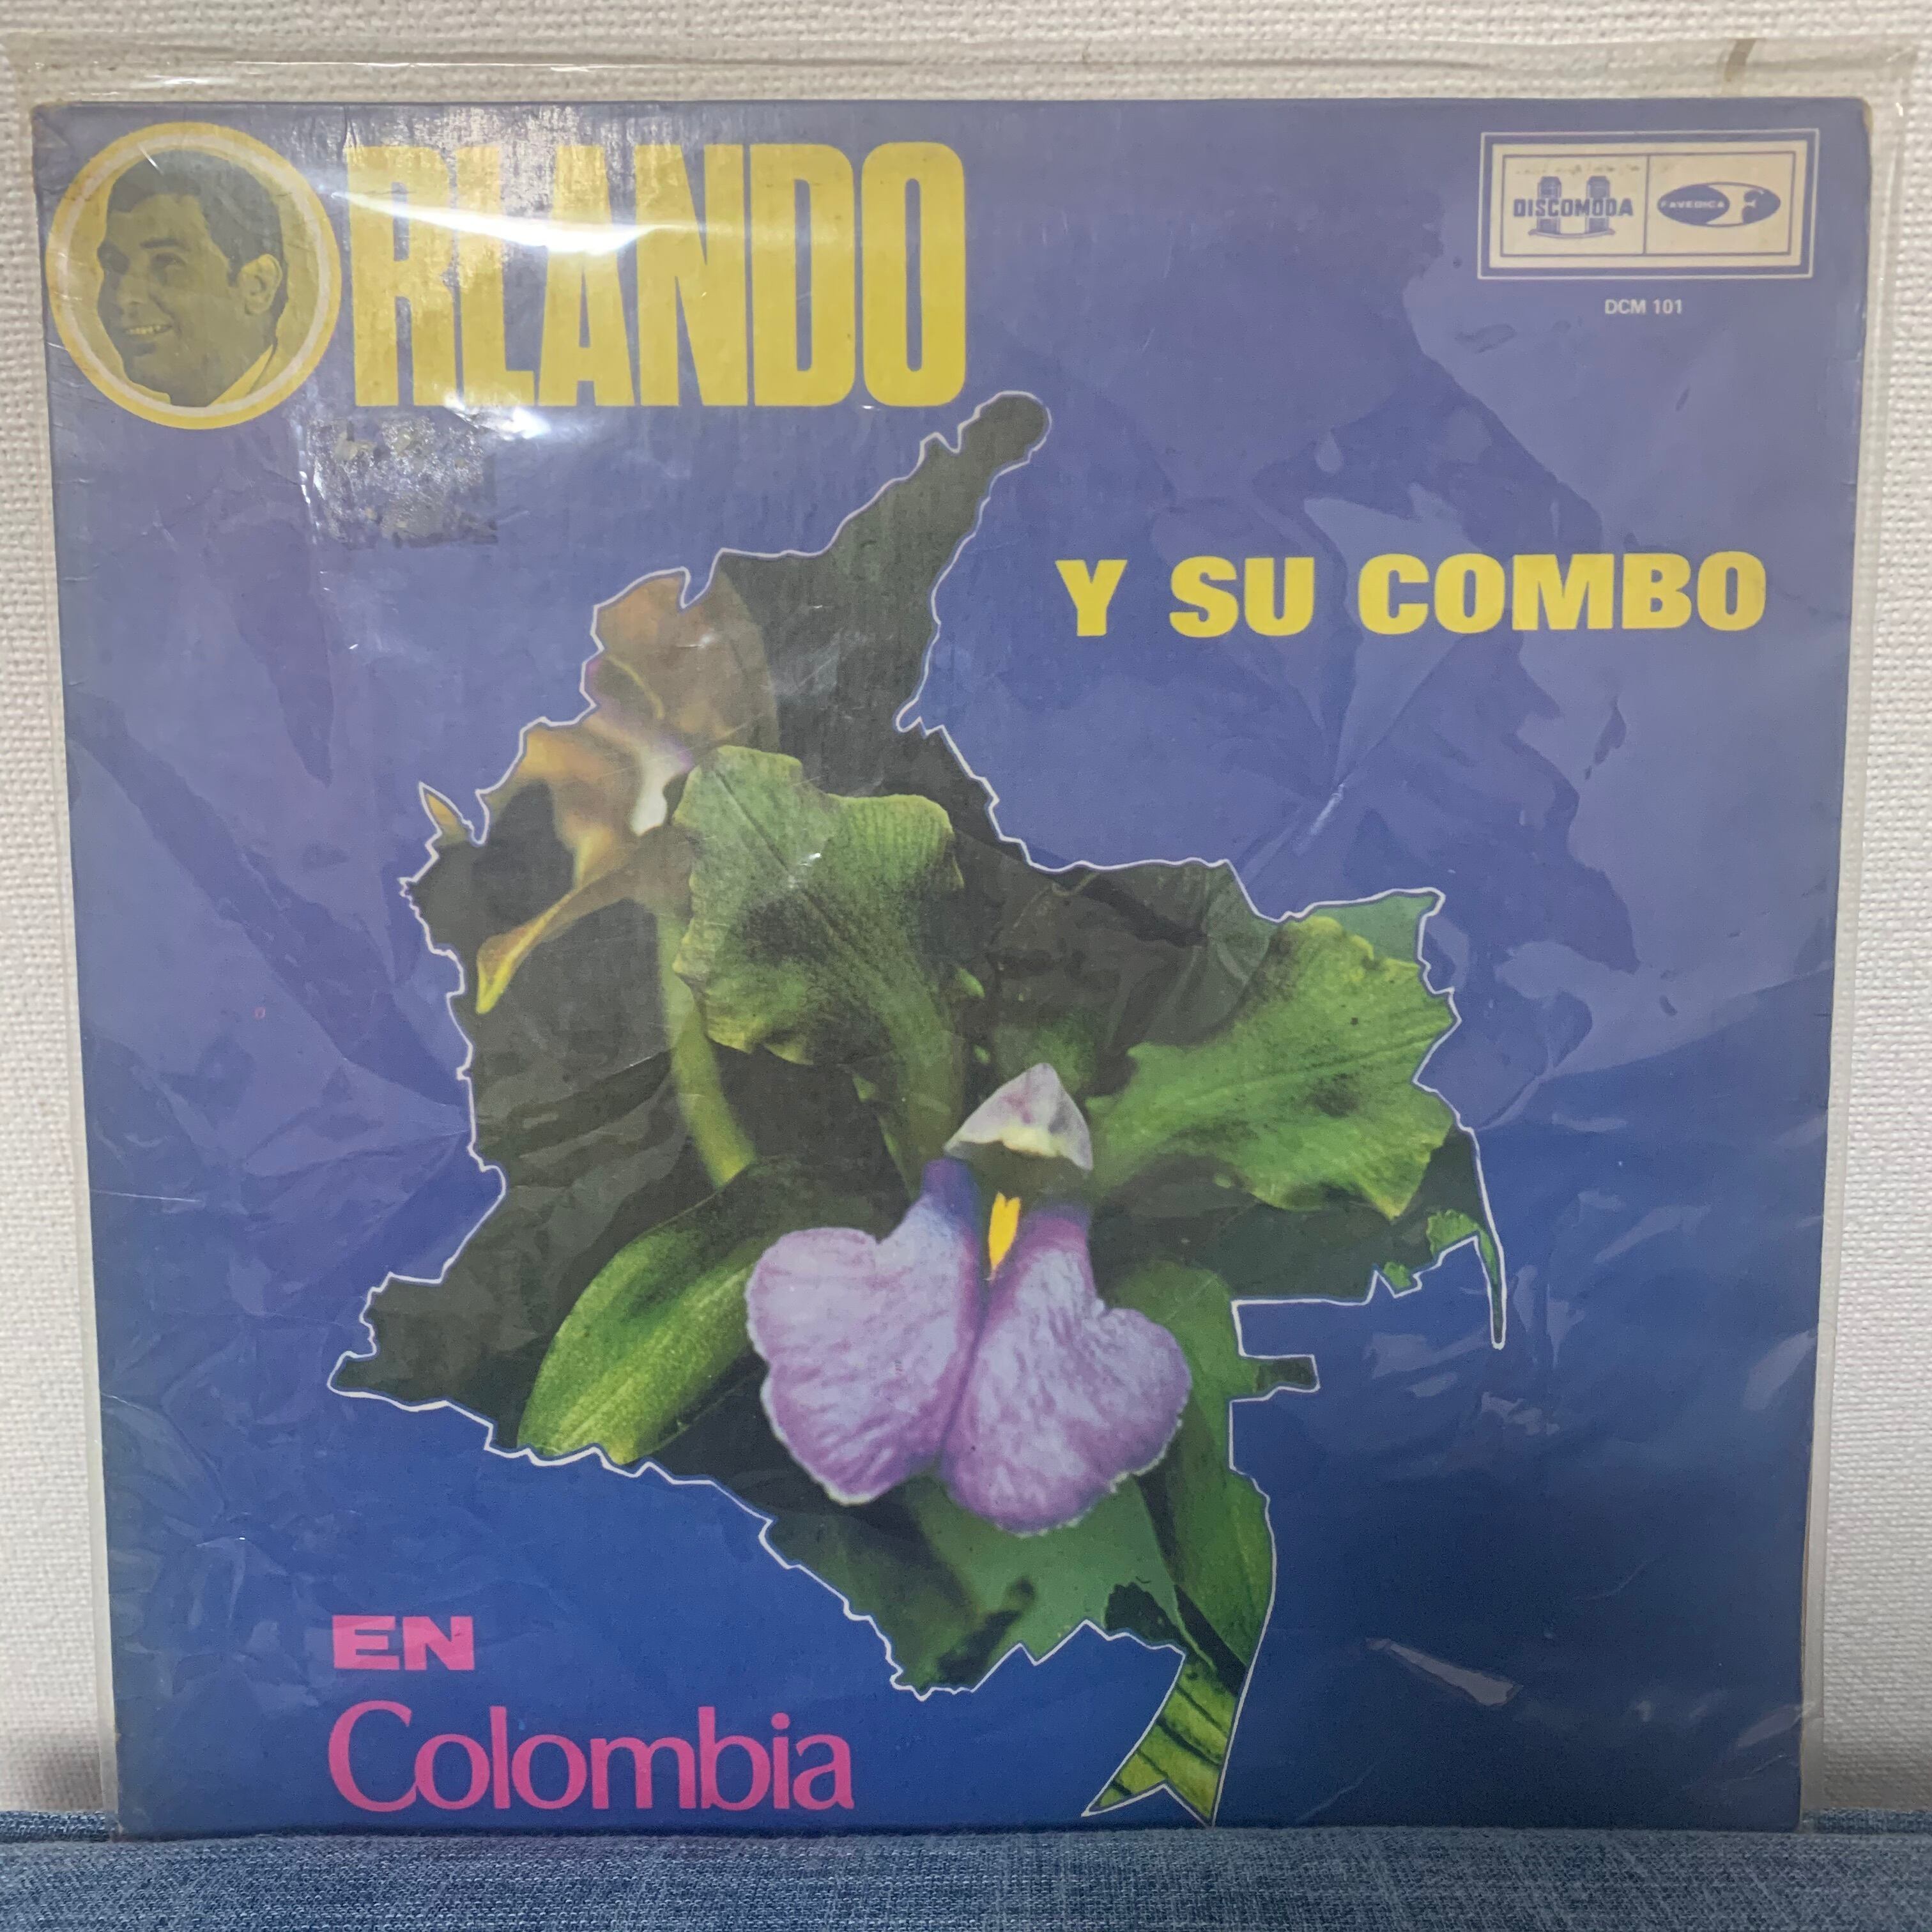 ORLANDO
DISCOMODA
FAVEDICA
DCM 101
Y SU COMBO
EN
Colombia